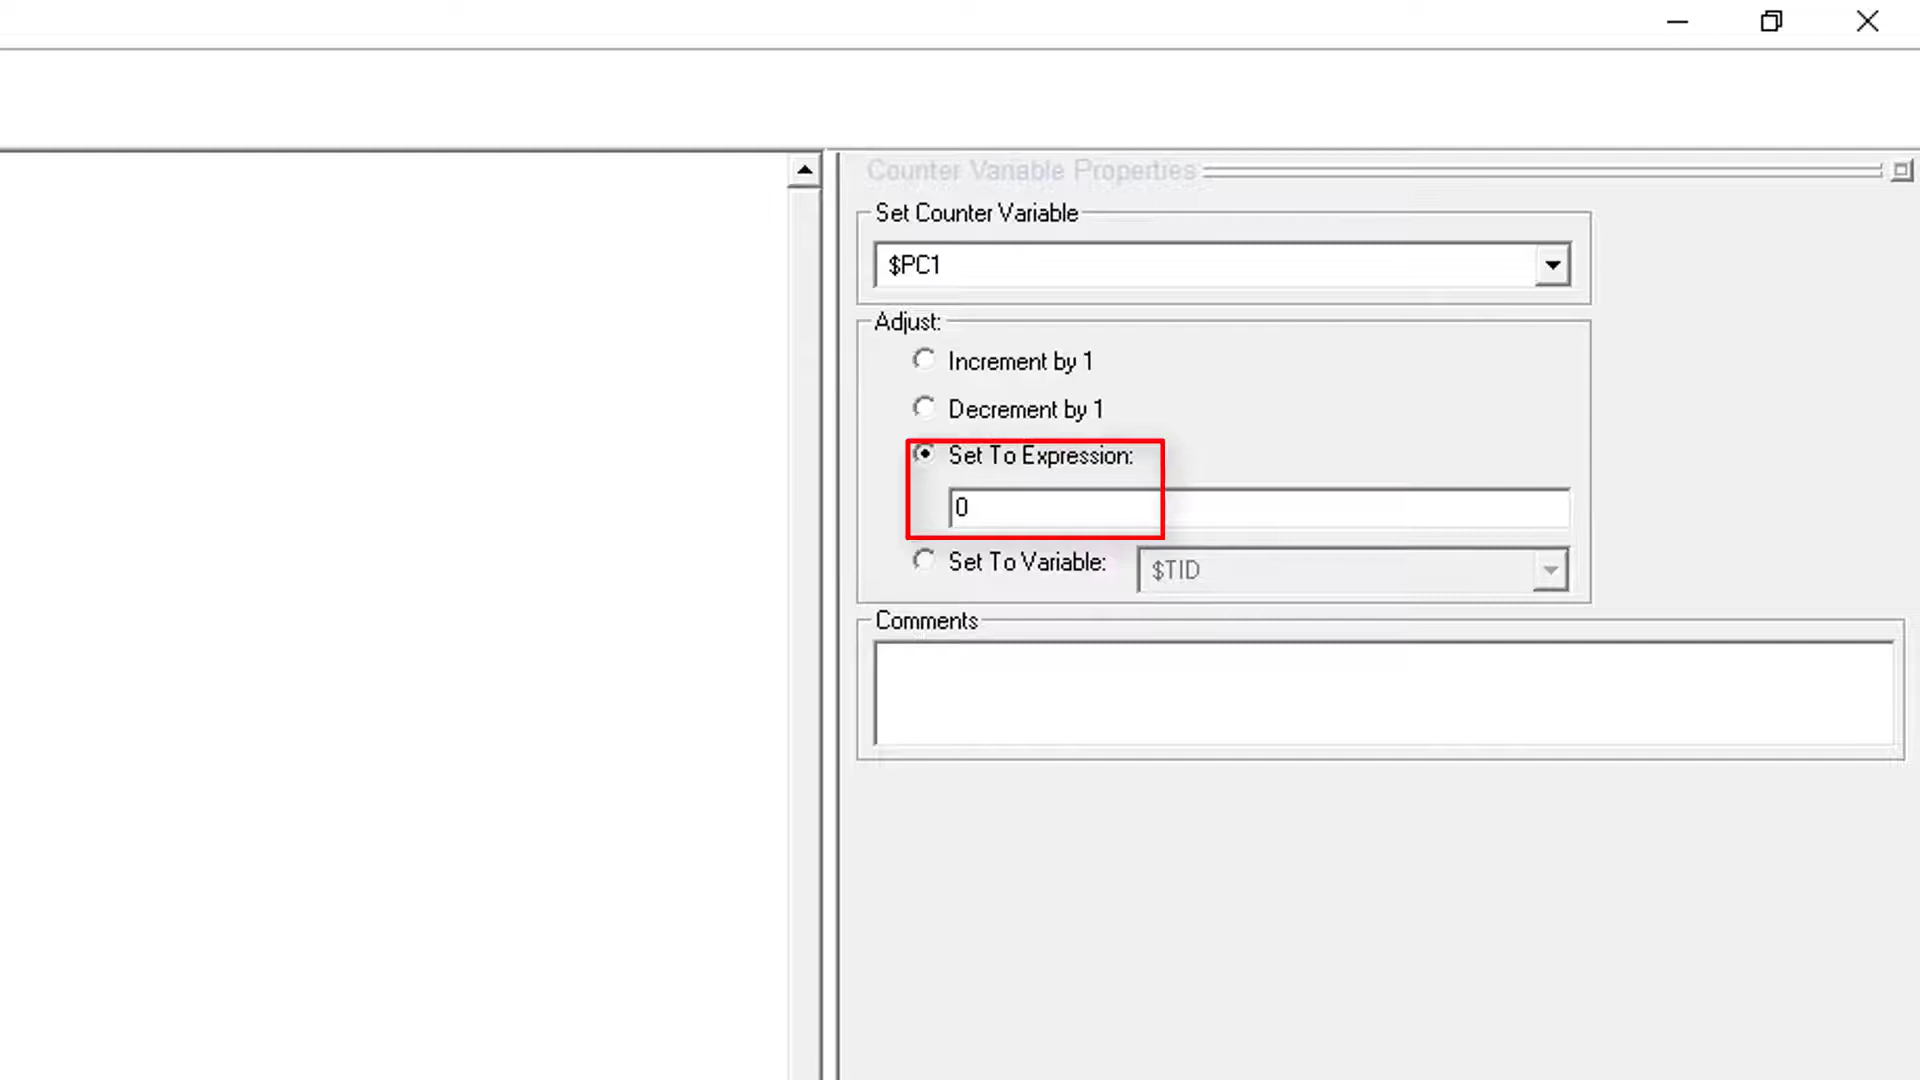 Counter Variable Properties
Set Counter Variable
$PC1
Adjust:
Increment by 1
Decrement by 1
Set To Expression:
0
Set To Variable:
$TID
Comments